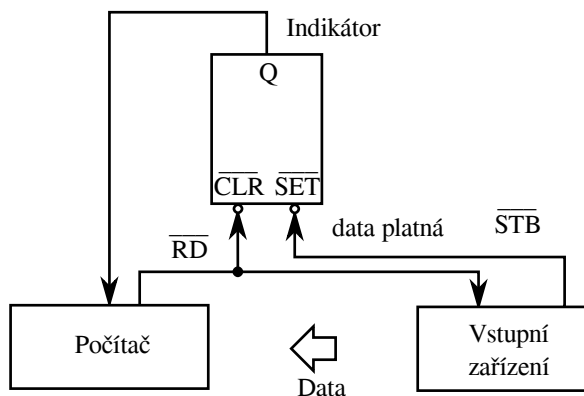 Indikátor
Q
CLR SET
RD
data platná
STB
Počítač
Data
Vstupní
zařízení